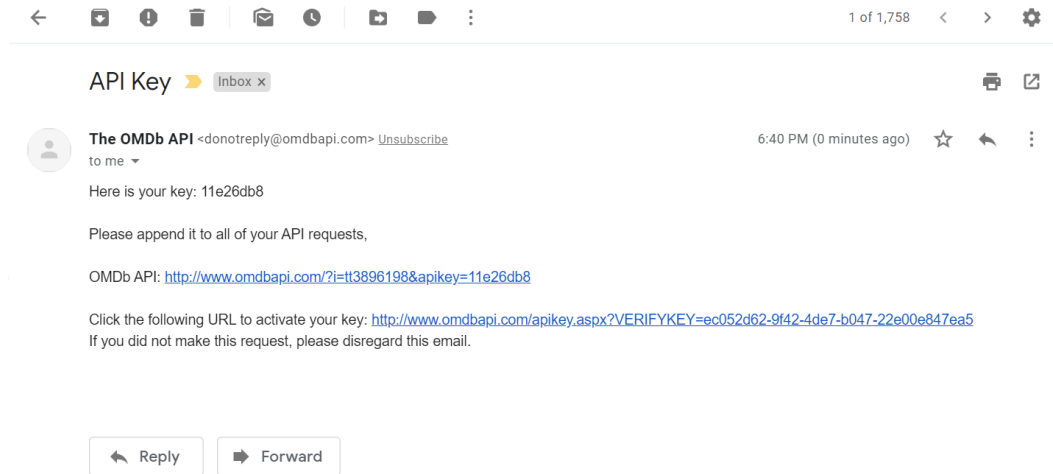 1 of 1,758
API Key Inbox x
The OMDb API <donotreply@omdbapi.com> Unsubscribe 6:40 PM (0 minutes ago)
to me
Here is your key: 11e26db8
Please append it to all of your API requests,
OMDb API: http://www.omdbapi.com/?i=tt3896198&apikey=11e26db8
Click the following URL to activate your key: http://www.omdbapi.com/apikey.aspx?VERIFYKEY=ec052d62-9f42-4de7-b047-22e00e847ea5
If you did not make this request, please disregard this email.
Reply Forward